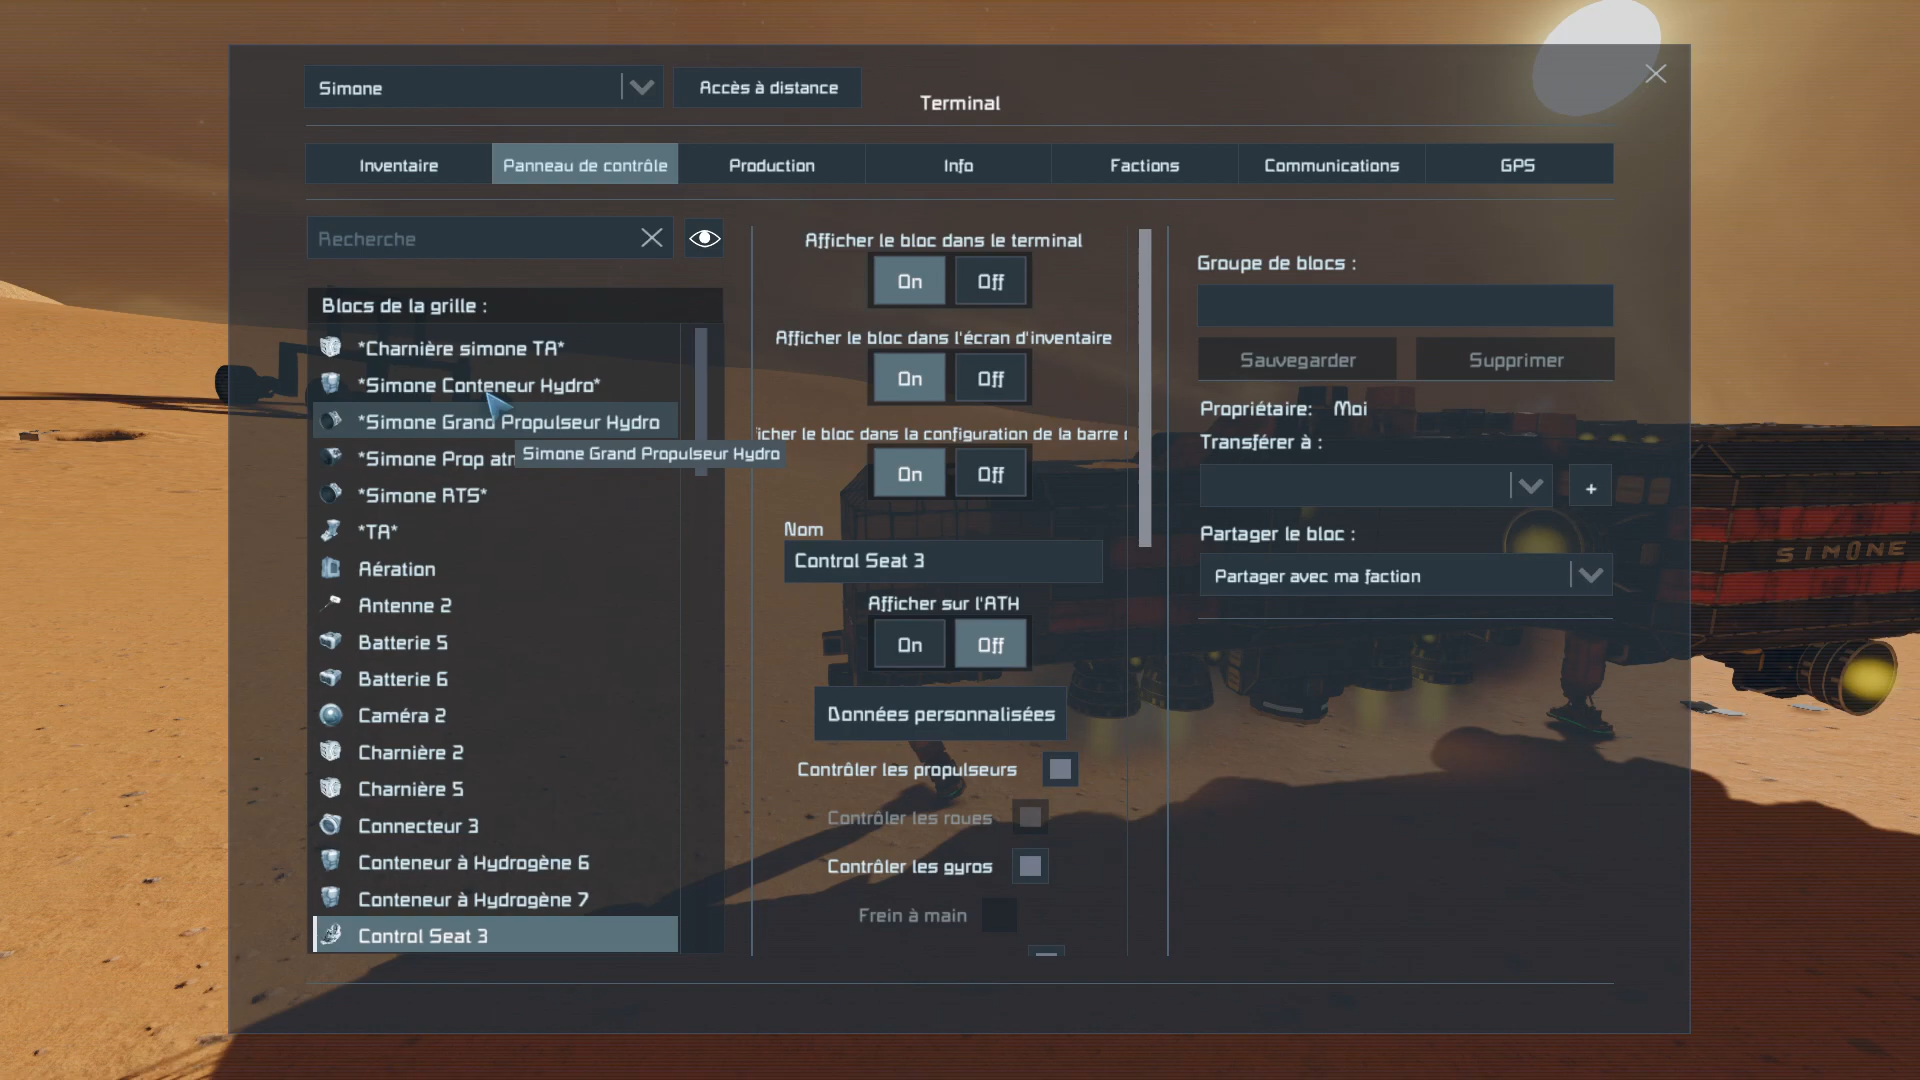 Simone
Accès à distance
Terminal
Inventaire
Panneau de contrôle
Production
Info
Factions
Communications
GPS
Recherche
Blocs de la grille :
*Charnière simone TA*
*Simone Conteneur Hydro*
*Simone Grand Propulseur Hydro
*Simone Prop atm
Simone Grand Propulseur Hydro
*Simone RTS*
*TA*
Aération
Antenne 2
Batterie 5
Batterie 6
Caméra 2
Charnière 2
Charnière 5
Connecteur 3
Conteneur à Hydrogène 6
Conteneur à Hydrogène 7
Control Seat 3
Afficher le bloc dans le terminal
On Off
Afficher le bloc dans l'écran d'inventaire
On Off
icher le bloc dans la configuration de la barre
On Off
Nom
Control Seat 3
Afficher sur l'ATH
On Off
Données personnalisées
Contrôler les propulseurs
Contrôler les roues
Contrôler les gyros
Frein à main
Groupe de blocs :
Sauvegarder
Supprimer
Propriétaire: Moi
Transférer à :
+
Partager le bloc :
Partager avec ma faction
SIMONE